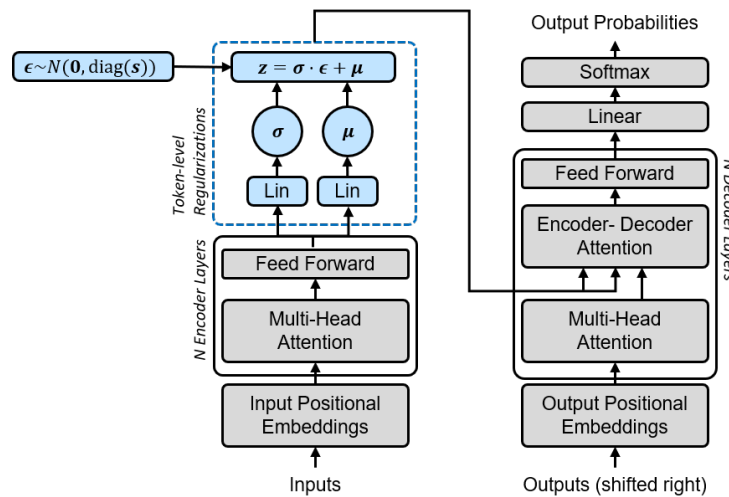 Output Probabilities
ϵ~N(0, diag(s))
z = σ · ϵ + μ
Softmax
σ
μ
Linear
Token-level
Regularizations
Lin
Lin
Feed Forward
N Decoder Layers
Encoder- Decoder
Attention
N Encoder Layers
Feed Forward
Multi-Head
Attention
Multi-Head
Attention
Input Positional
Embeddings
Output Positional
Embeddings
Inputs
Outputs (shifted right)